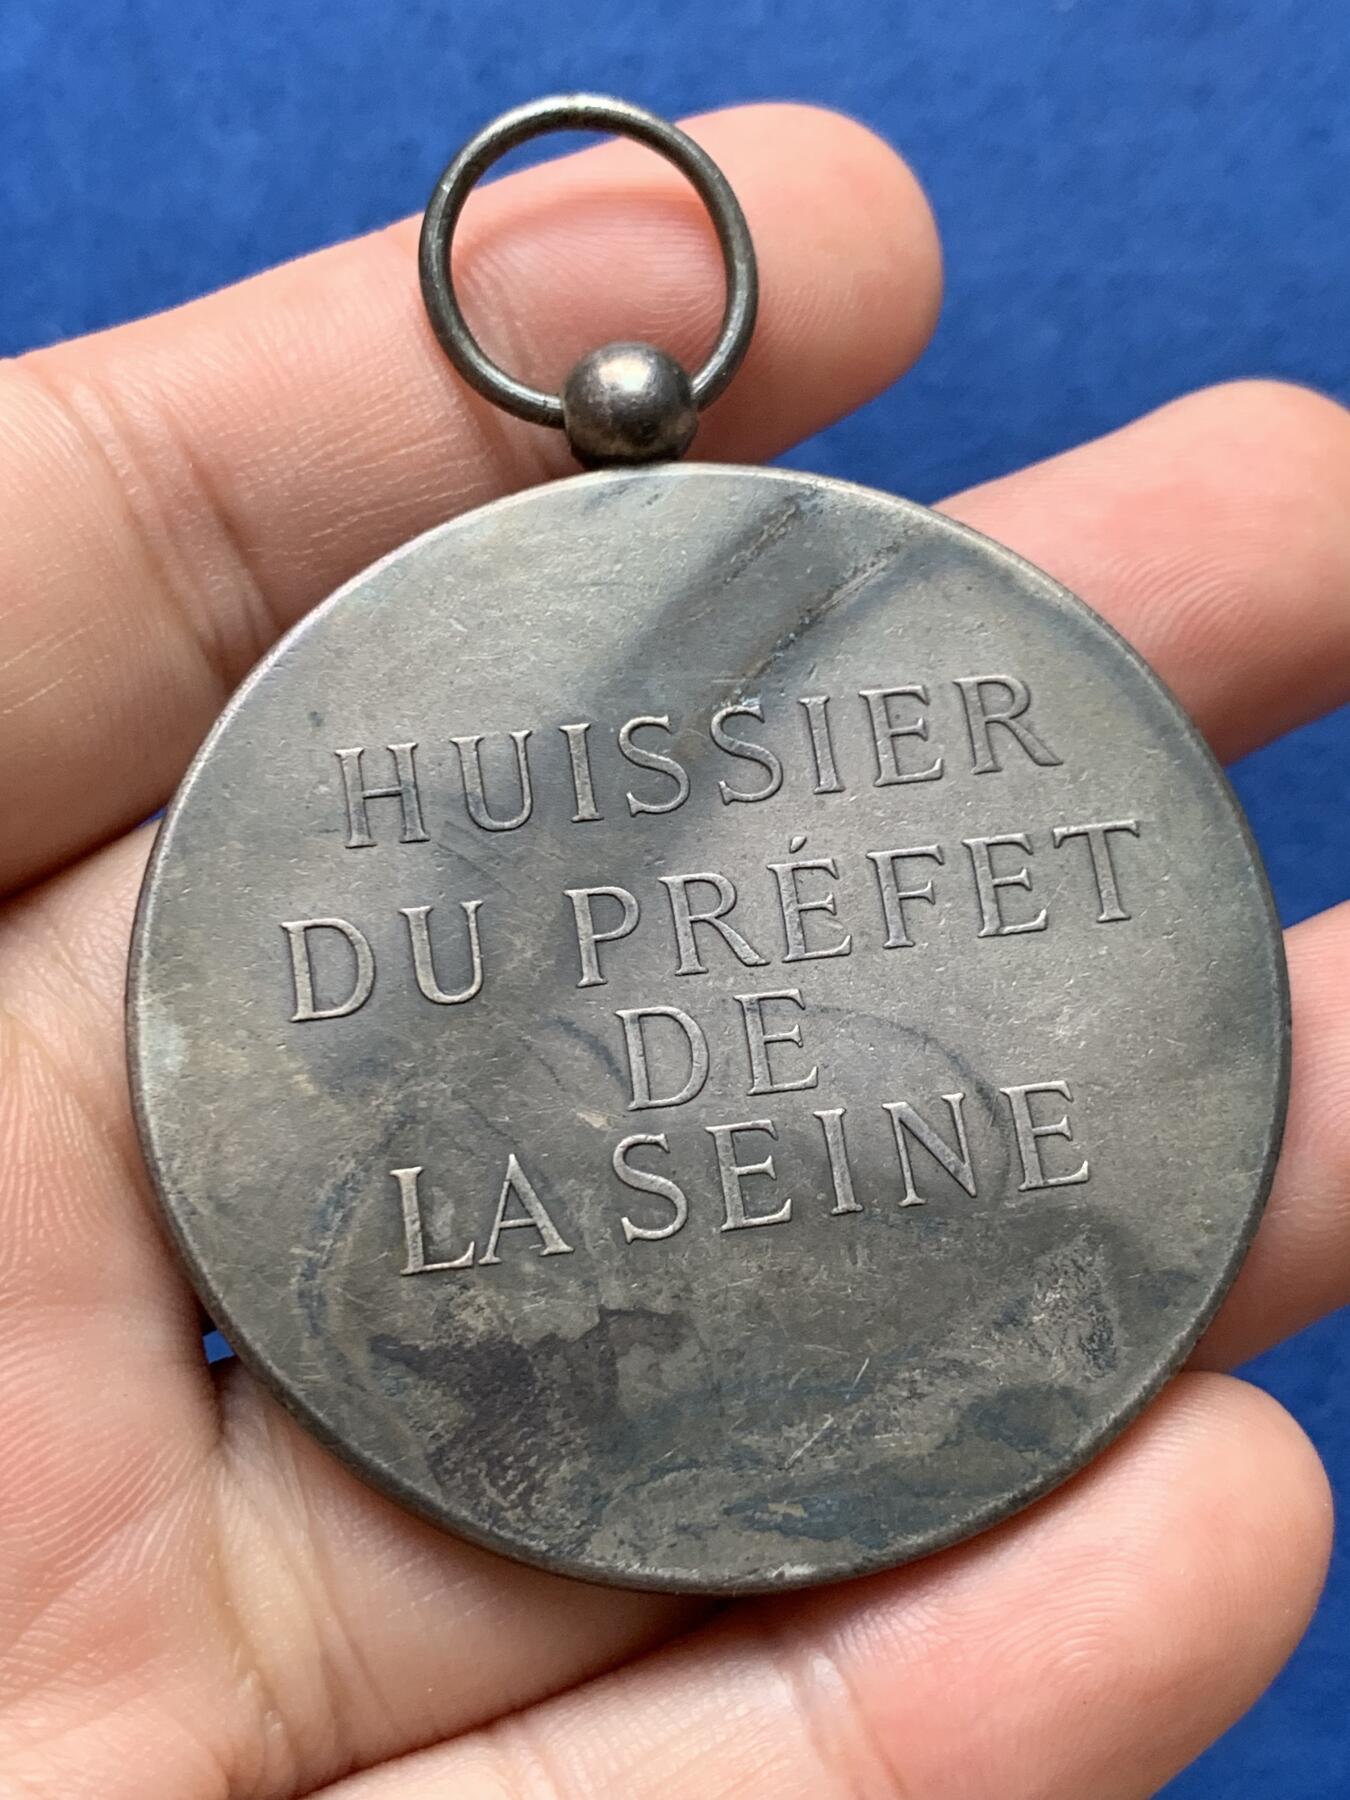 HUISSIER
DU PRÉFET
DE
LA SEINE